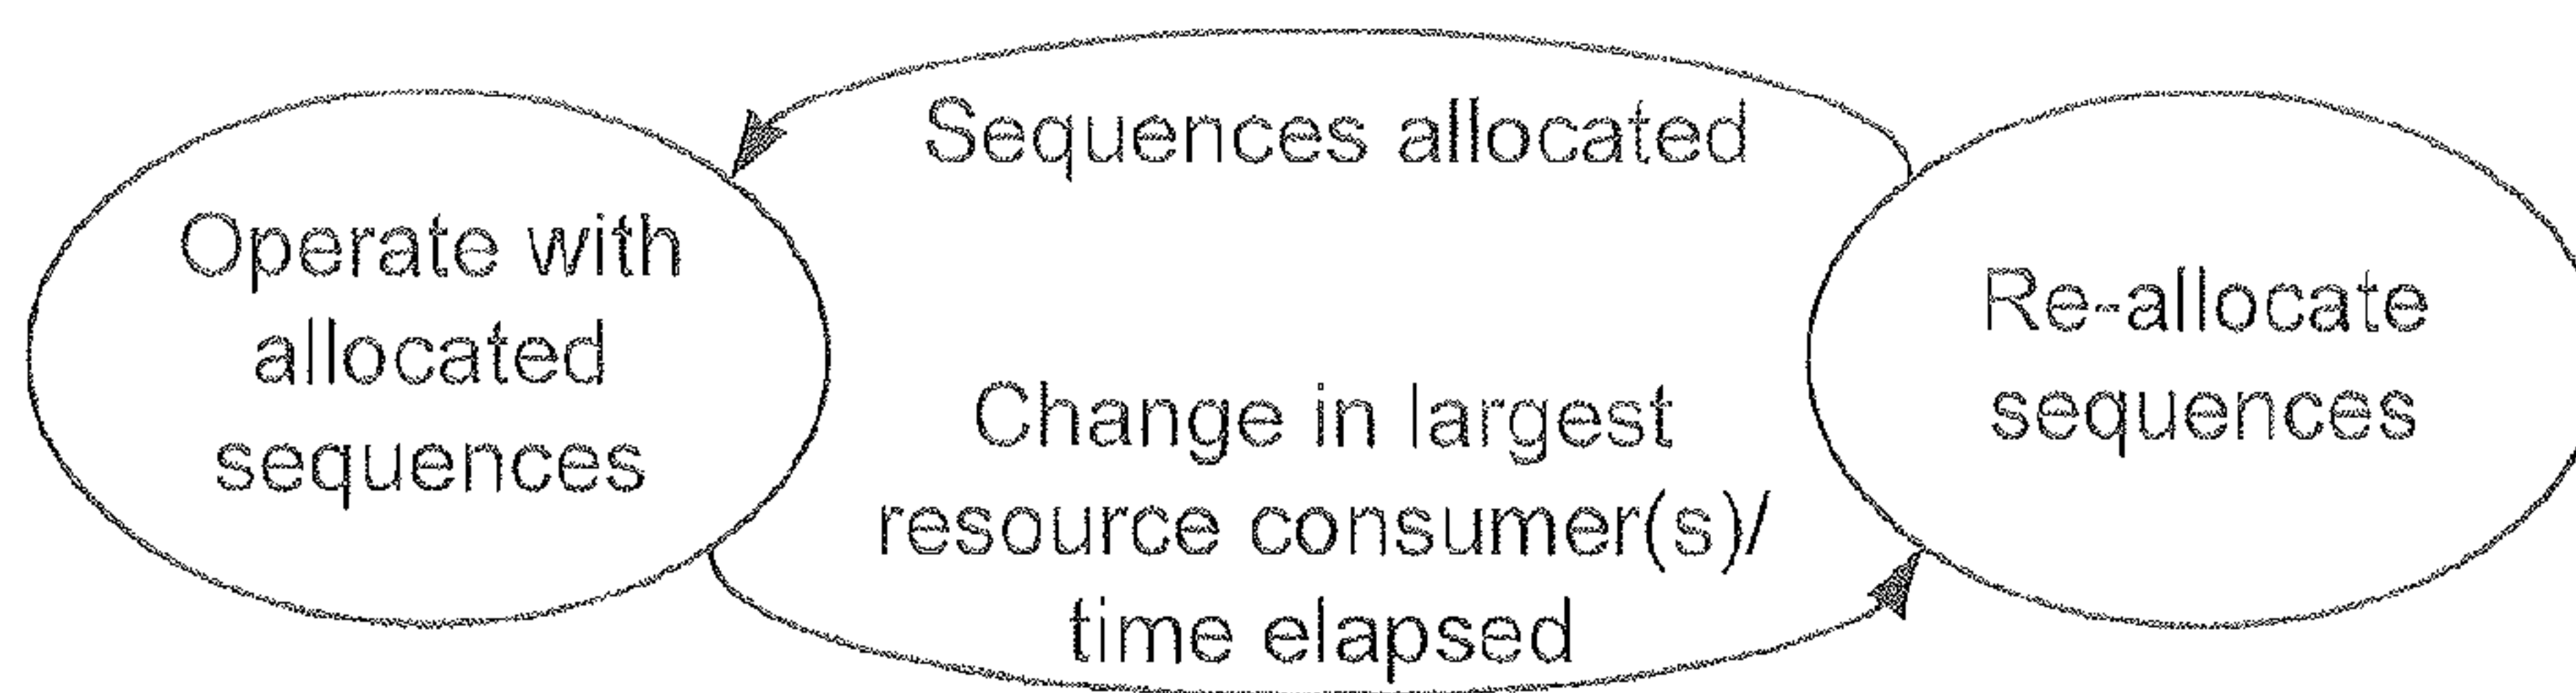 Sequences allocated
Operate with
allocated
sequences
Re-allocate
sequences
Change in largest
resource consumer(s)/
time elapsed